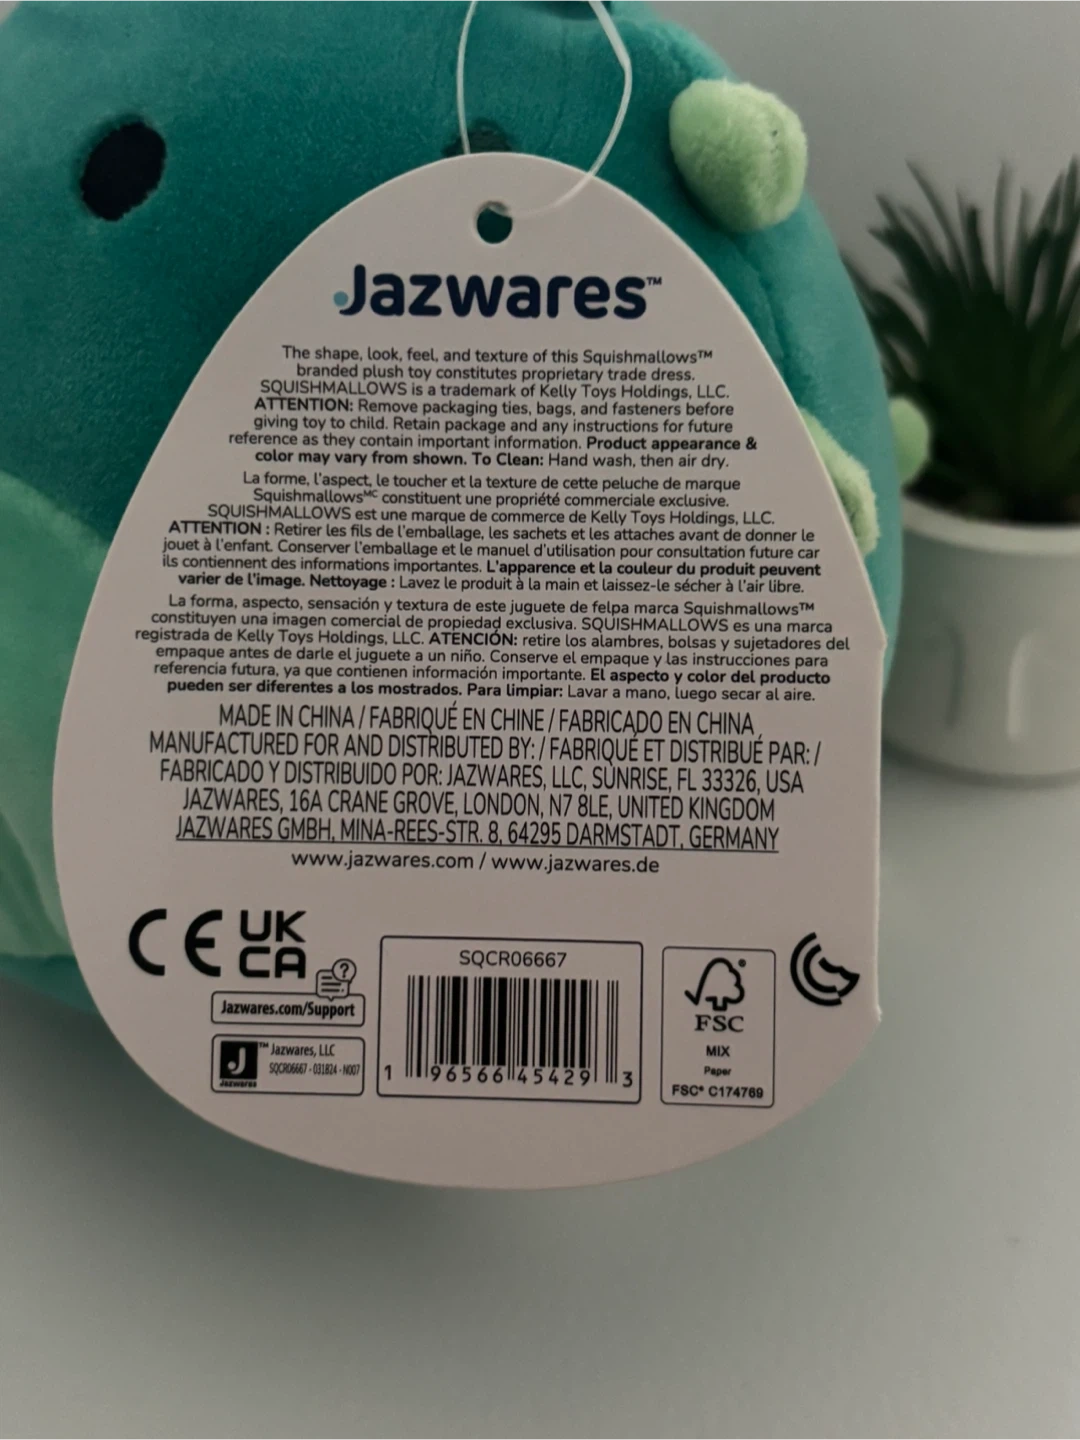 Jazwares™
The shape, look, feel, and texture of this Squishmallows™
branded plush toy constitutes proprietary trade dress.
SQUISHMALLOWS is a trademark of Kelly Toys Holdings, LLC.
ATTENTION: Remove packaging ties, bags, and fasteners before
giving toy to child. Retain package and any instructions for future
reference as they contain important information. Product appearance &
color may vary from shown. To Clean: Hand wash, then air dry.
La forme, l'aspect, le toucher et la texture de cette peluche de marque
Squishmallowsᴹᶜ constituent une propriété commerciale exclusive.
SQUISHMALLOWS est une marque de commerce de Kelly Toys Holdings, LLC.
ATTENTION : Retirer les fils de l'emballage, les sachets et les attaches avant de donner le
jouet à l'enfant. Conserver l'emballage et le manuel d'utilisation pour consultation future car
ils contiennent des informations importantes. L'apparence et la couleur du produit peuvent
varier de l'image. Nettoyage : Lavez le produit à la main et laissez-le sécher à l'air libre.
La forma, aspecto, sensación y textura de este juguete de felpa marca Squishmallows™
constituyen una imagen comercial de propiedad exclusiva. SQUISHMALLOWS es una marca
registrada de Kelly Toys Holdings, LLC. ATENCIÓN: retire los alambres, bolsas y sujetadores del
empaque antes de darle el juguete a un niño. Conserve el empaque y las instrucciones para
referencia futura, ya que contienen información importante. El aspecto y color del producto
pueden ser diferentes a los mostrados. Para limpiar: Lavar a mano, luego secar al aire.
MADE IN CHINA / FABRIQUÉ EN CHINE / FABRICADO EN CHINA
MANUFACTURED FOR AND DISTRIBUTED BY: / FABRIQUÉ ET DISTRIBUÉ PAR: /
FABRICADO Y DISTRIBUIDO POR: JAZWARES, LLC, SUNRISE, FL 33326, USA
JAZWARES, 16A CRANE GROVE, LONDON, N7 8LE, UNITED KINGDOM
JAZWARES GMBH, MINA-REES-STR. 8, 64295 DARMSTADT, GERMANY
www.jazwares.com / www.jazwares.de
CE UK
CA
?
Jazwares.com/Support
J™ Jazwares, LLC
SQCR06667 - 031824 - N007
Jazwares
SQCR06667
1 96566 45429 3
FSC
MIX
Paper
FSC® C174769